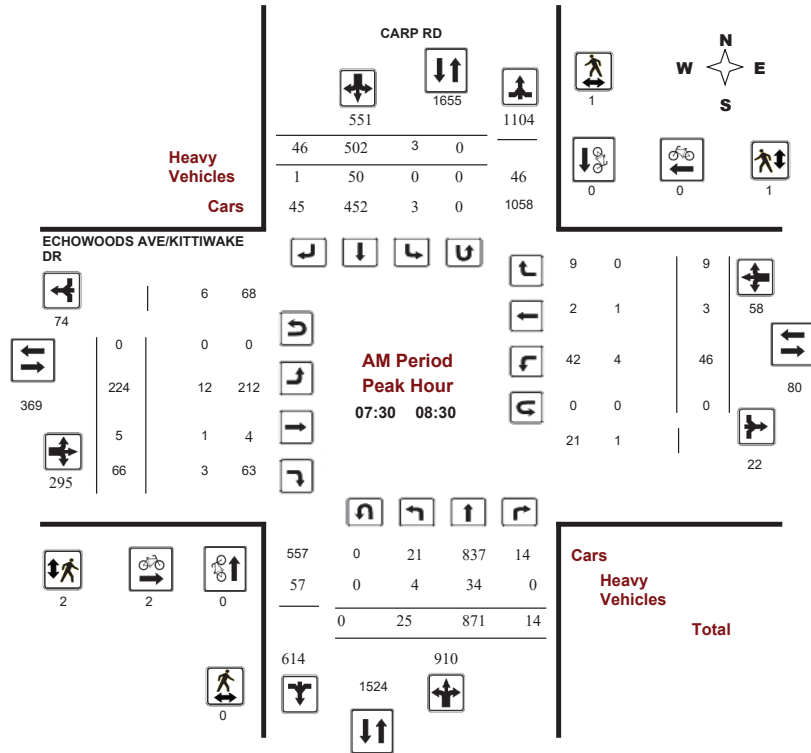 CARP RD
N
W E
S
1655
1
551 1104
46 502 3 0
Heavy
Vehicles
1 50 0 0 46
0 0 1
Cars 45 452 3 0 1058
ECHOWOODS AVE/KITTIWAKE
DR
9 0 9
6 68
74
2 1 3 58
0 0 0
AM Period
Peak Hour
42 4 46
224 12 212 80
369
07:30 08:30
0 0 0
5 1 4
21 1
66 3 63
295
22
557 0 21 837 14 Cars
57 0 4 34 0 Heavy
Vehicles
2 2 0
0 25 871 14 Total
614 910
1524
0